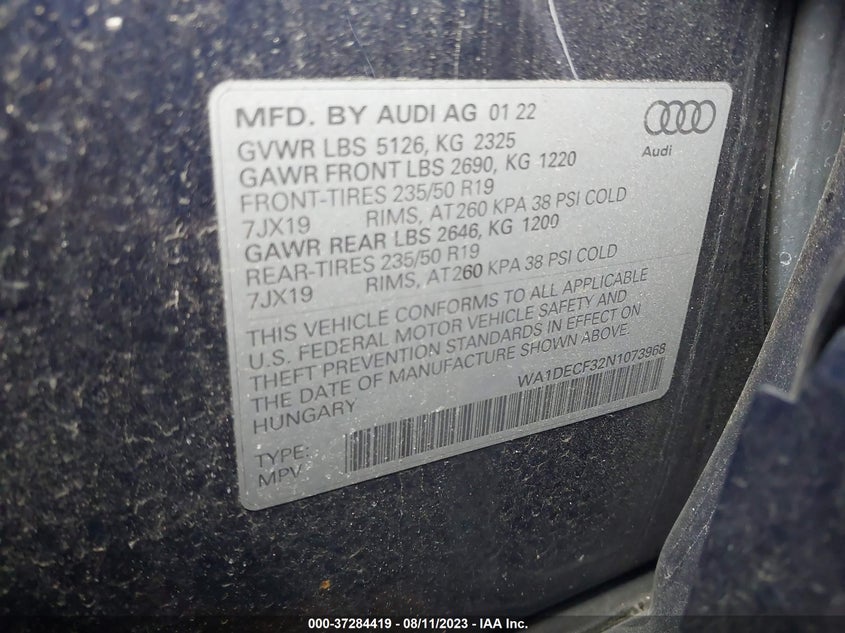 MFD. BY AUDI AG 01 22
Audi
GVWR LBS 5126, KG 2325
GAWR FRONT LBS 2690, KG 1220
FRONT-TIRES 235/50 R19
7JX19 RIMS, AT 260 KPA 38 PSI COLD
GAWR REAR LBS 2646, KG 1200
REAR-TIRES 235/50 R19
7JX19 RIMS, AT 260 KPA 38 PSI COLD
THIS VEHICLE CONFORMS TO ALL APPLICABLE
U.S. FEDERAL MOTOR VEHICLE SAFETY AND
THEFT PREVENTION STANDARDS IN EFFECT ON
THE DATE OF MANUFACTURE SHOWN ABOVE.
HUNGARY WA1DECF32N1073968
TYPE:
MPV
000-37284419 - 08/11/2023 - IAA Inc.